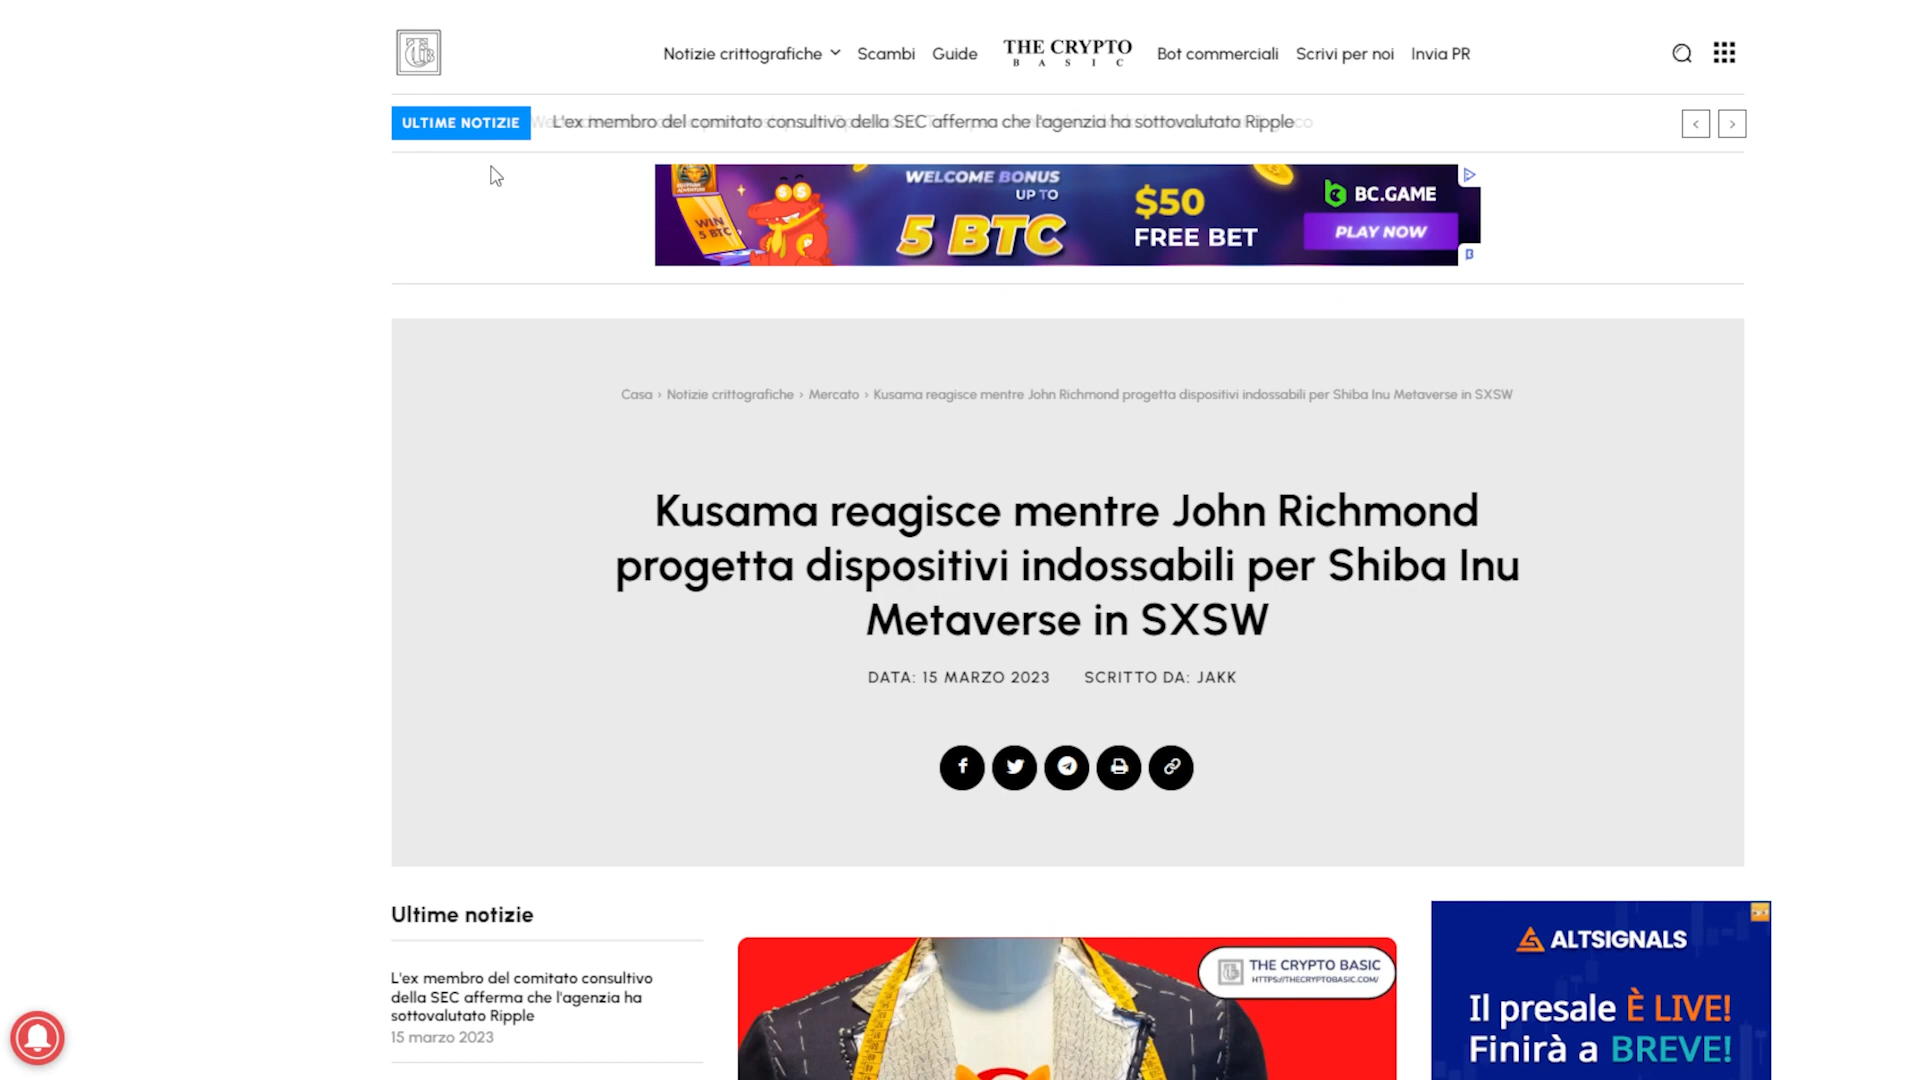 Notizie crittografiche
Scambi
Guide
THE CRYPTO
BASIC
Bot commerciali
Scrivi per noi
Invia PR
ULTIME NOTIZIE
L'ex membro del comitato consultivo della SEC afferma che l'agenzia ha sottovalutato Ripple
WIN
5 BTC
WELCOME BONUS
UP TO
5 BTC
$50
FREE BET
BC.GAME
PLAY NOW
Casa › Notizie crittografiche › Mercato › Kusama reagisce mentre John Richmond progetta dispositivi indossabili per Shiba Inu Metaverse in SXSW
Kusama reagisce mentre John Richmond
progetta dispositivi indossabili per Shiba Inu
Metaverse in SXSW
DATA: 15 MARZO 2023
SCRITTO DA: JAKK
Ultime notizie
L'ex membro del comitato consultivo
della SEC afferma che l'agenzia ha
sottovalutato Ripple
15 marzo 2023
THE CRYPTO BASIC
HTTPS://THECRYPTOBASIC.COM/
ALTSIGNALS
Il presale È LIVE!
Finirà a BREVE!